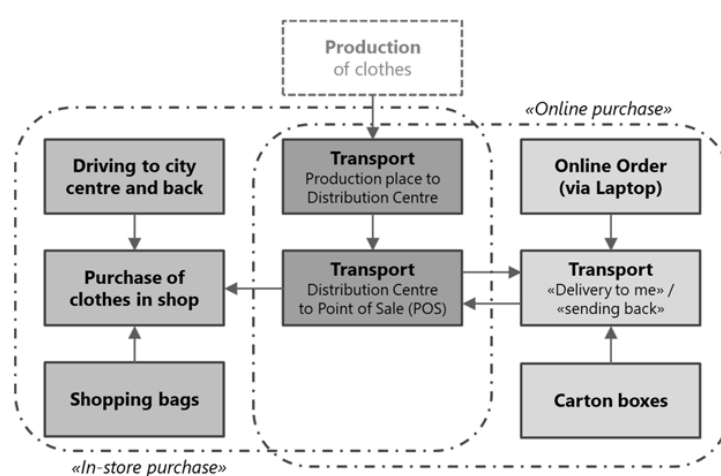 Production
of clothes
«Online purchase»
Driving to city
centre and back
Transport
Production place to
Distribution Centre
Online Order
(via Laptop)
Purchase of
clothes in shop
Transport
Distribution Centre
to Point of Sale (POS)
Transport
«Delivery to me» /
«sending back»
Shopping bags
Carton boxes
«In-store purchase»